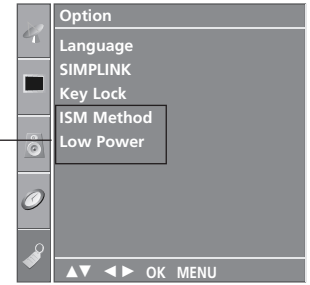 Option
Language
SIMPLINK
Key Lock
ISM Method
Low Power
▲▼ ◄► OK MENU